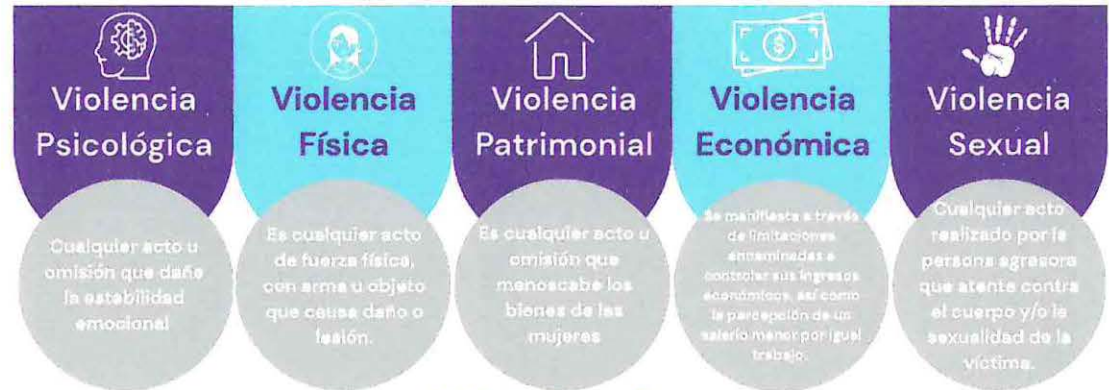 Violencia
Psicológica
Cualquier acto u
omisión que dañe
la estabilidad
emocional
Violencia
Física
Es cualquier acto
de fuerza física,
con arma u objeto
que cause daño o
lesión.
Violencia
Patrimonial
Es cualquier acto u
omisión que
menoscabe los
bienes de las
mujeres
Violencia
Económica
Se manifiesta a través
de limitaciones
encaminadas a
controlar sus ingresos
económicos, así como
la percepción de un
salario menor por igual
trabajo.
Violencia
Sexual
Cualquier acto
realizado por la
persona agresora
que atente contra
el cuerpo y/o la
sexualidad de la
víctima.